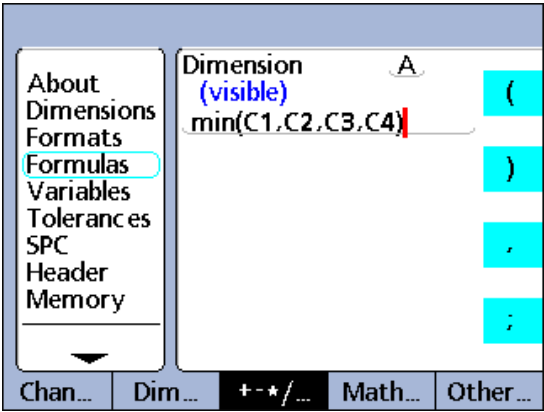 About
Dimensions
Formats
Formulas
Variables
Tolerances
SPC
Header
Memory
Dimension A
(visible)
min(C1,C2,C3,C4)
(
)
,
;
Chan... Dim... +-*/... Math... Other...